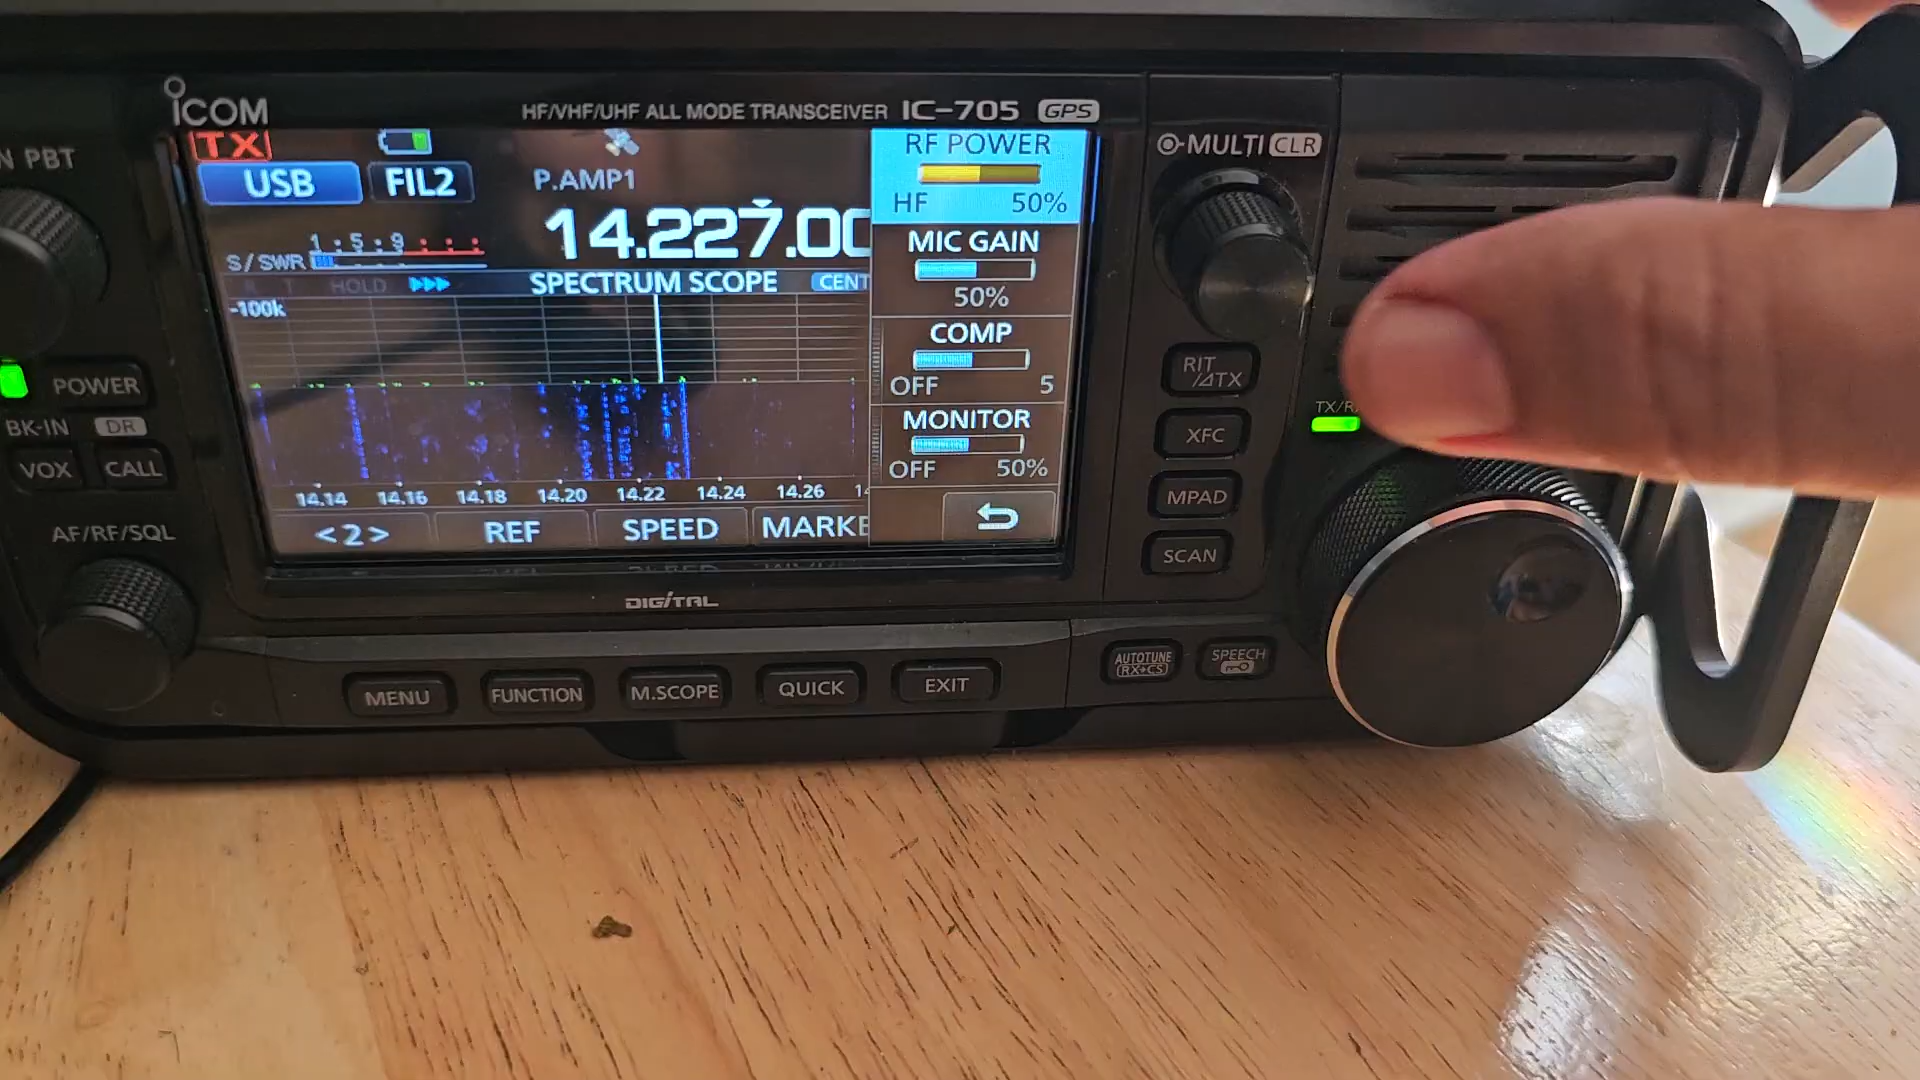 ICOM
HF/VHF/UHF ALL MODE TRANSCEIVER IC-705 GPS
TX
USB FIL2 P.AMP1
14.227.00
S/SWR 1 5 9
HOLD
SPECTRUM SCOPE CENT
-100k
14.14 14.16 14.18 14.20 14.22 14.24 14.26
<2> REF SPEED MARKE
RF POWER
HF 50%
MIC GAIN
50%
COMP
OFF 5
MONITOR
OFF 50%
DIGITAL
N PBT
POWER
BK-IN DR
VOX CALL
AF/RF/SQL
MENU FUNCTION M.SCOPE QUICK EXIT
MULTI CLR
RIT
/⊿TX
XFC
MPAD
SCAN
TX/R
AUTOTUNE
RX→CS
SPEECH